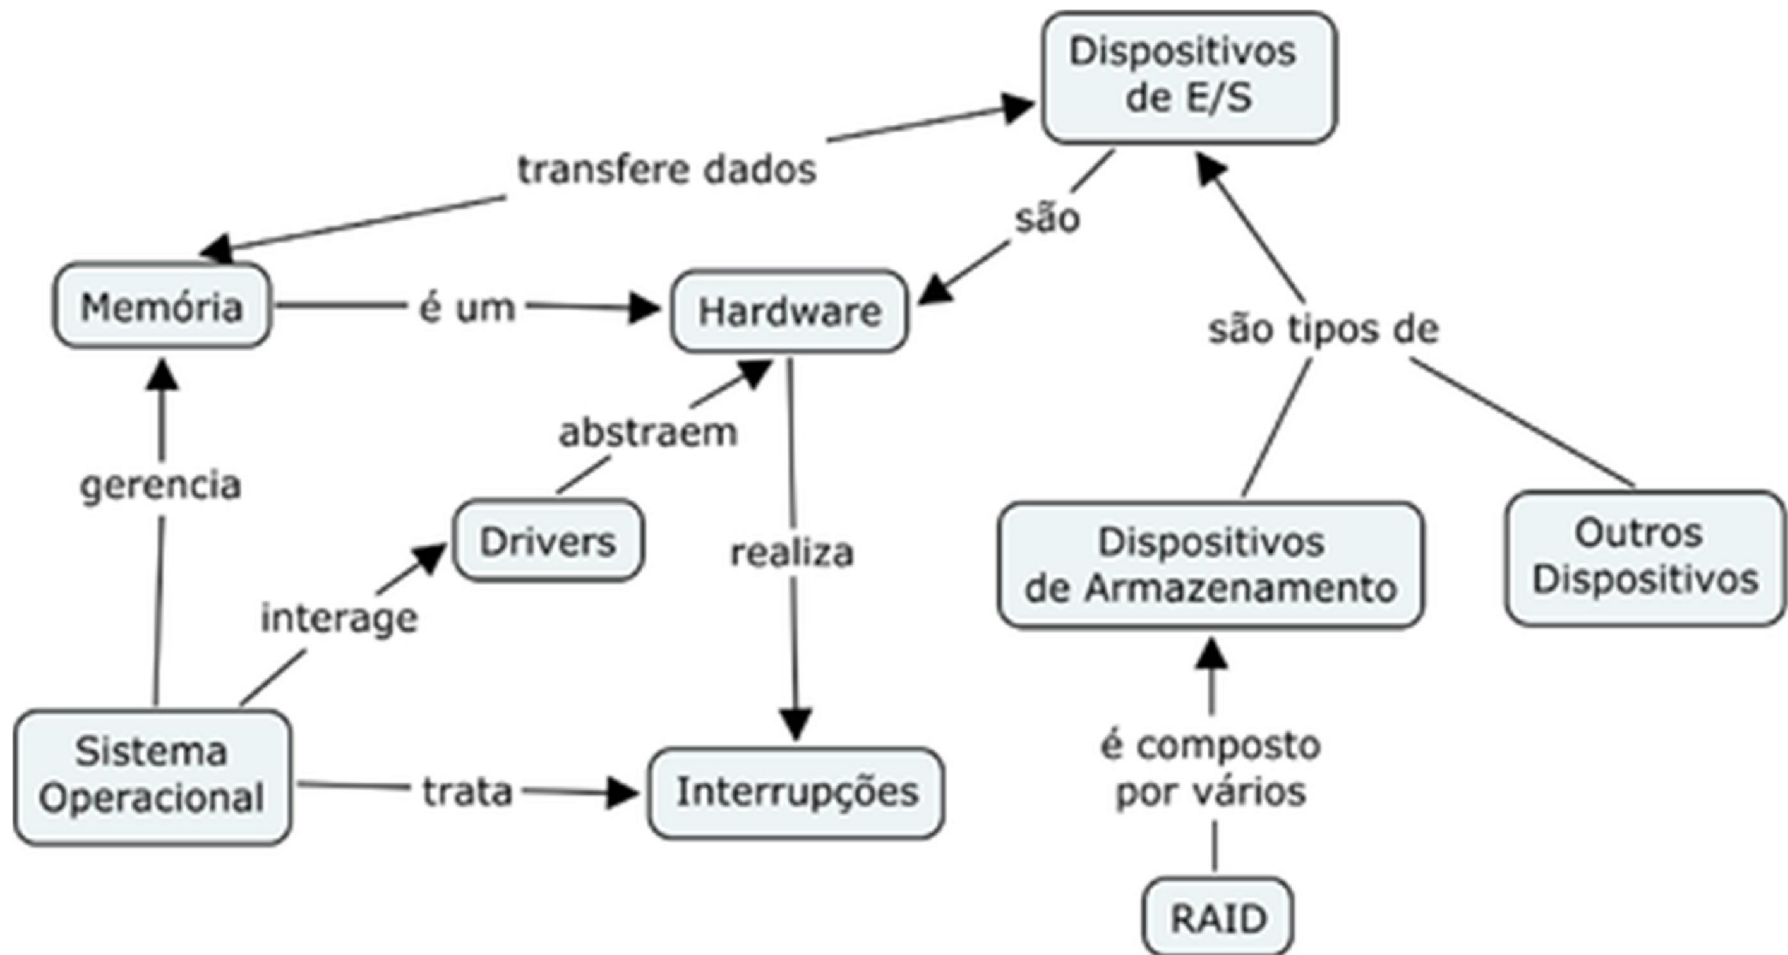 Dispositivos
de E/S
transfere dados
são
Memória
é um
Hardware
são tipos de
abstraem
gerencia
Drivers
realiza
Dispositivos
de Armazenamento
Outros
Dispositivos
interage
Sistema
Operacional
trata
Interrupções
é composto
por vários
RAID